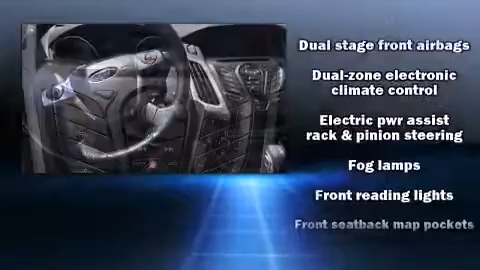 Dual stage front airbags
Dual-zone electronic
climate control
Electric pwr assist
rack & pinion steering
Fog lamps
Front reading lights
Front seatback map pockets